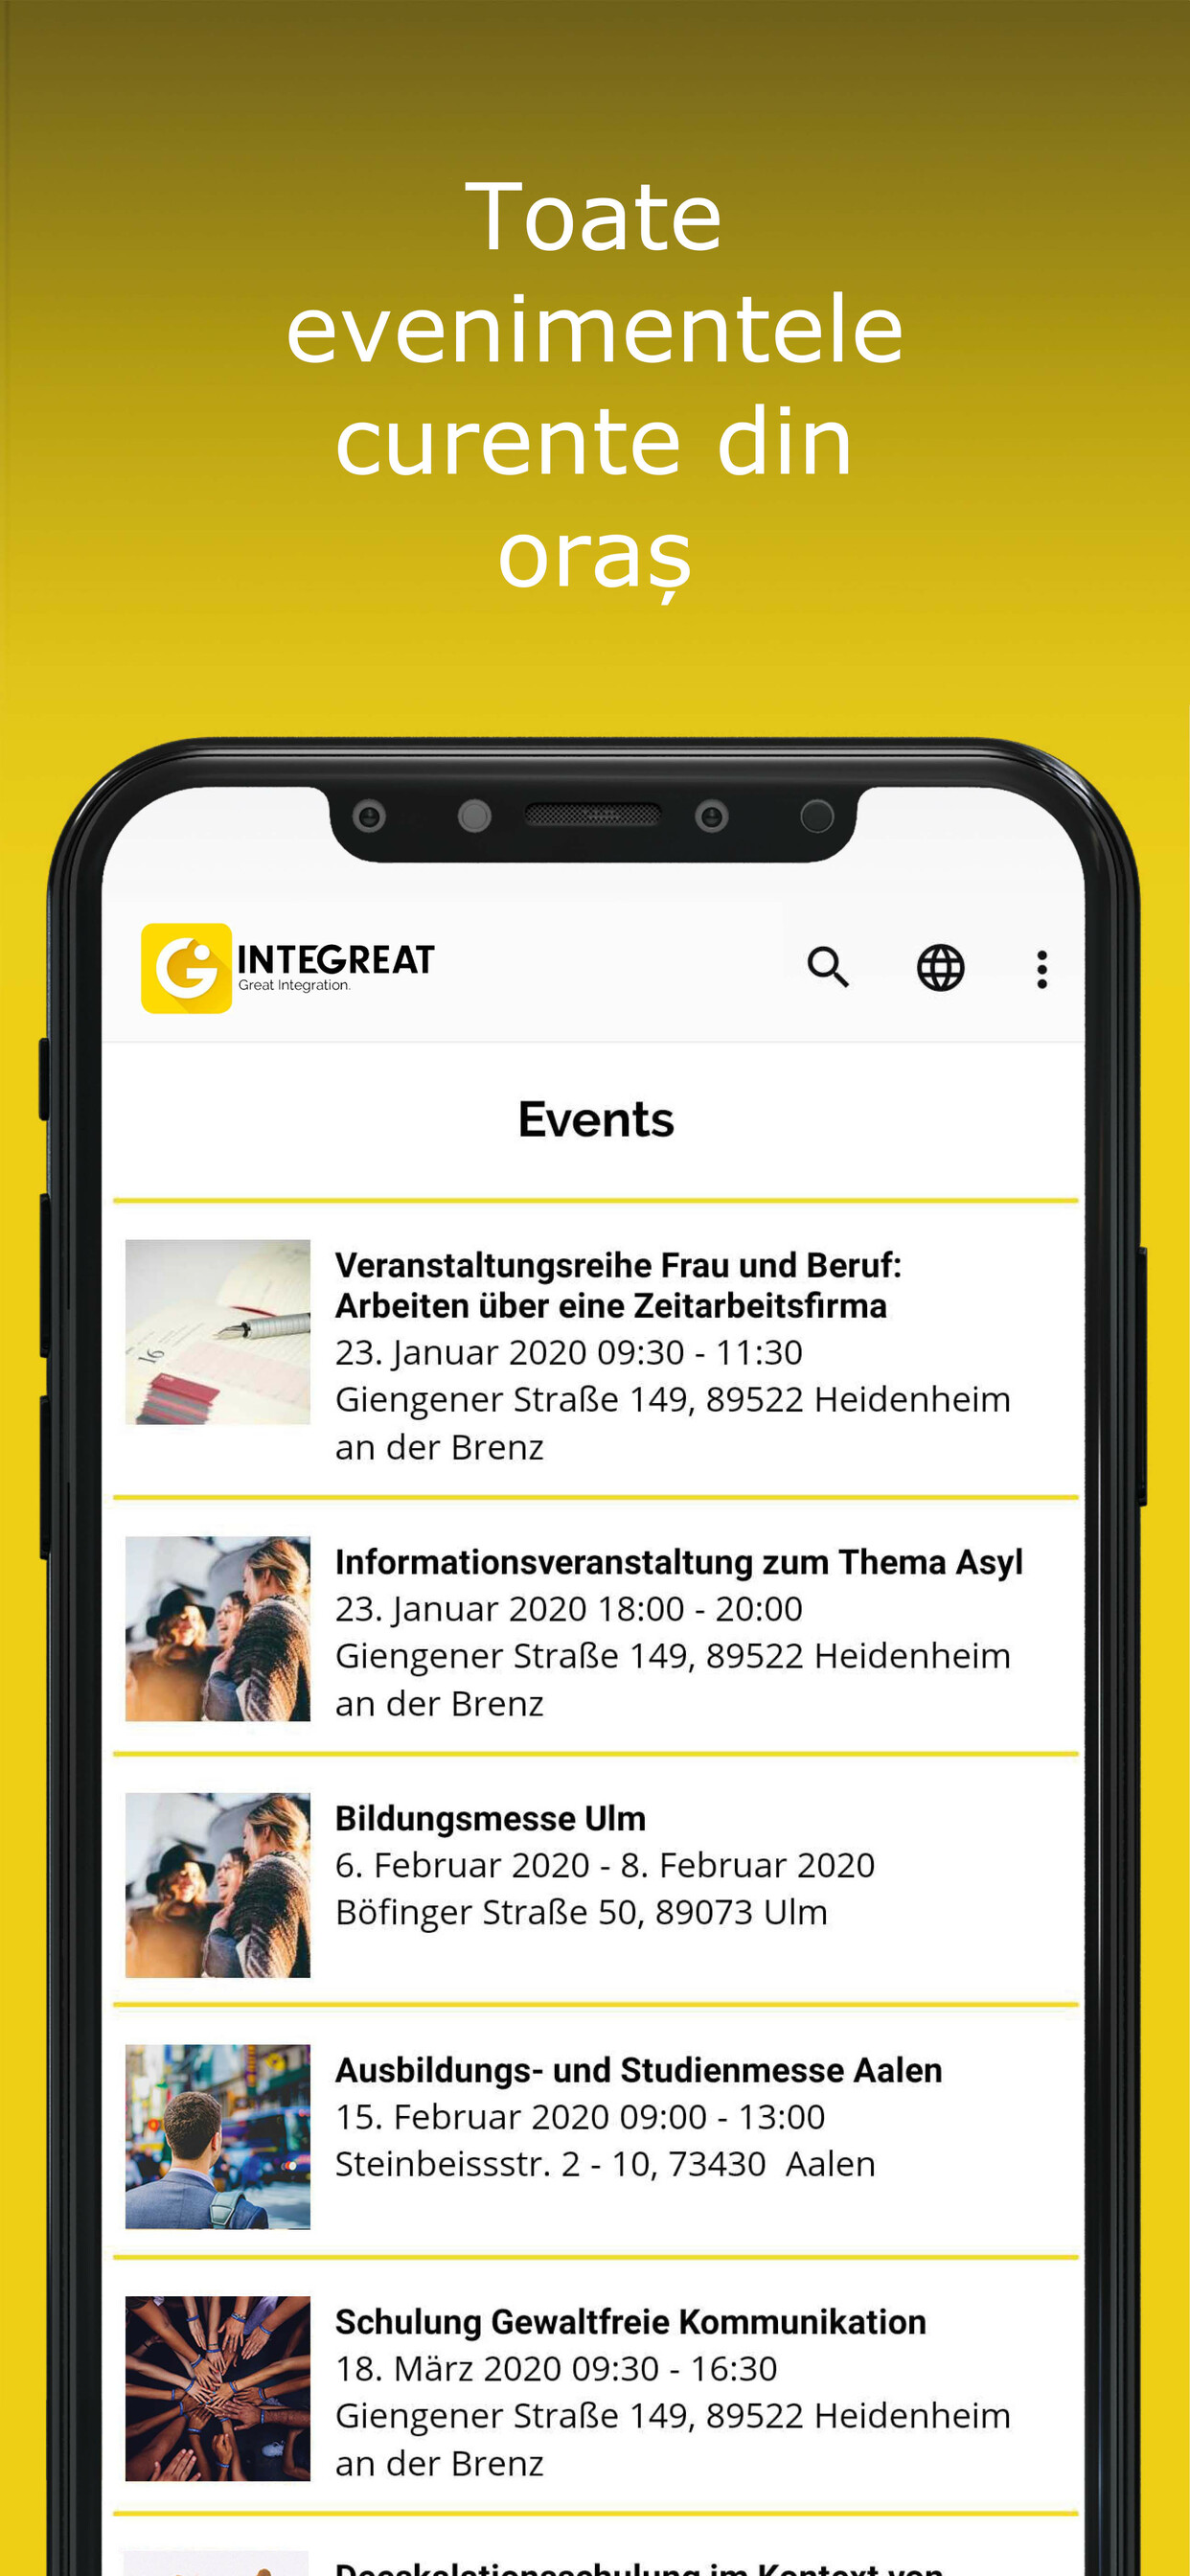 Toate
evenimentele
curente din
oraș
INTEGREAT
Great Integration.
Events
Veranstaltungsreihe Frau und Beruf:
Arbeiten über eine Zeitarbeitsfirma
23. Januar 2020 09:30 - 11:30
Giengener Straße 149, 89522 Heidenheim
an der Brenz
Informationsveranstaltung zum Thema Asyl
23. Januar 2020 18:00 - 20:00
Giengener Straße 149, 89522 Heidenheim
an der Brenz
Bildungsmesse Ulm
6. Februar 2020 - 8. Februar 2020
Böfinger Straße 50, 89073 Ulm
Ausbildungs- und Studienmesse Aalen
15. Februar 2020 09:00 - 13:00
Steinbeissstr. 2 - 10, 73430  Aalen
Schulung Gewaltfreie Kommunikation
18. März 2020 09:30 - 16:30
Giengener Straße 149, 89522 Heidenheim
an der Brenz
im Kontext von